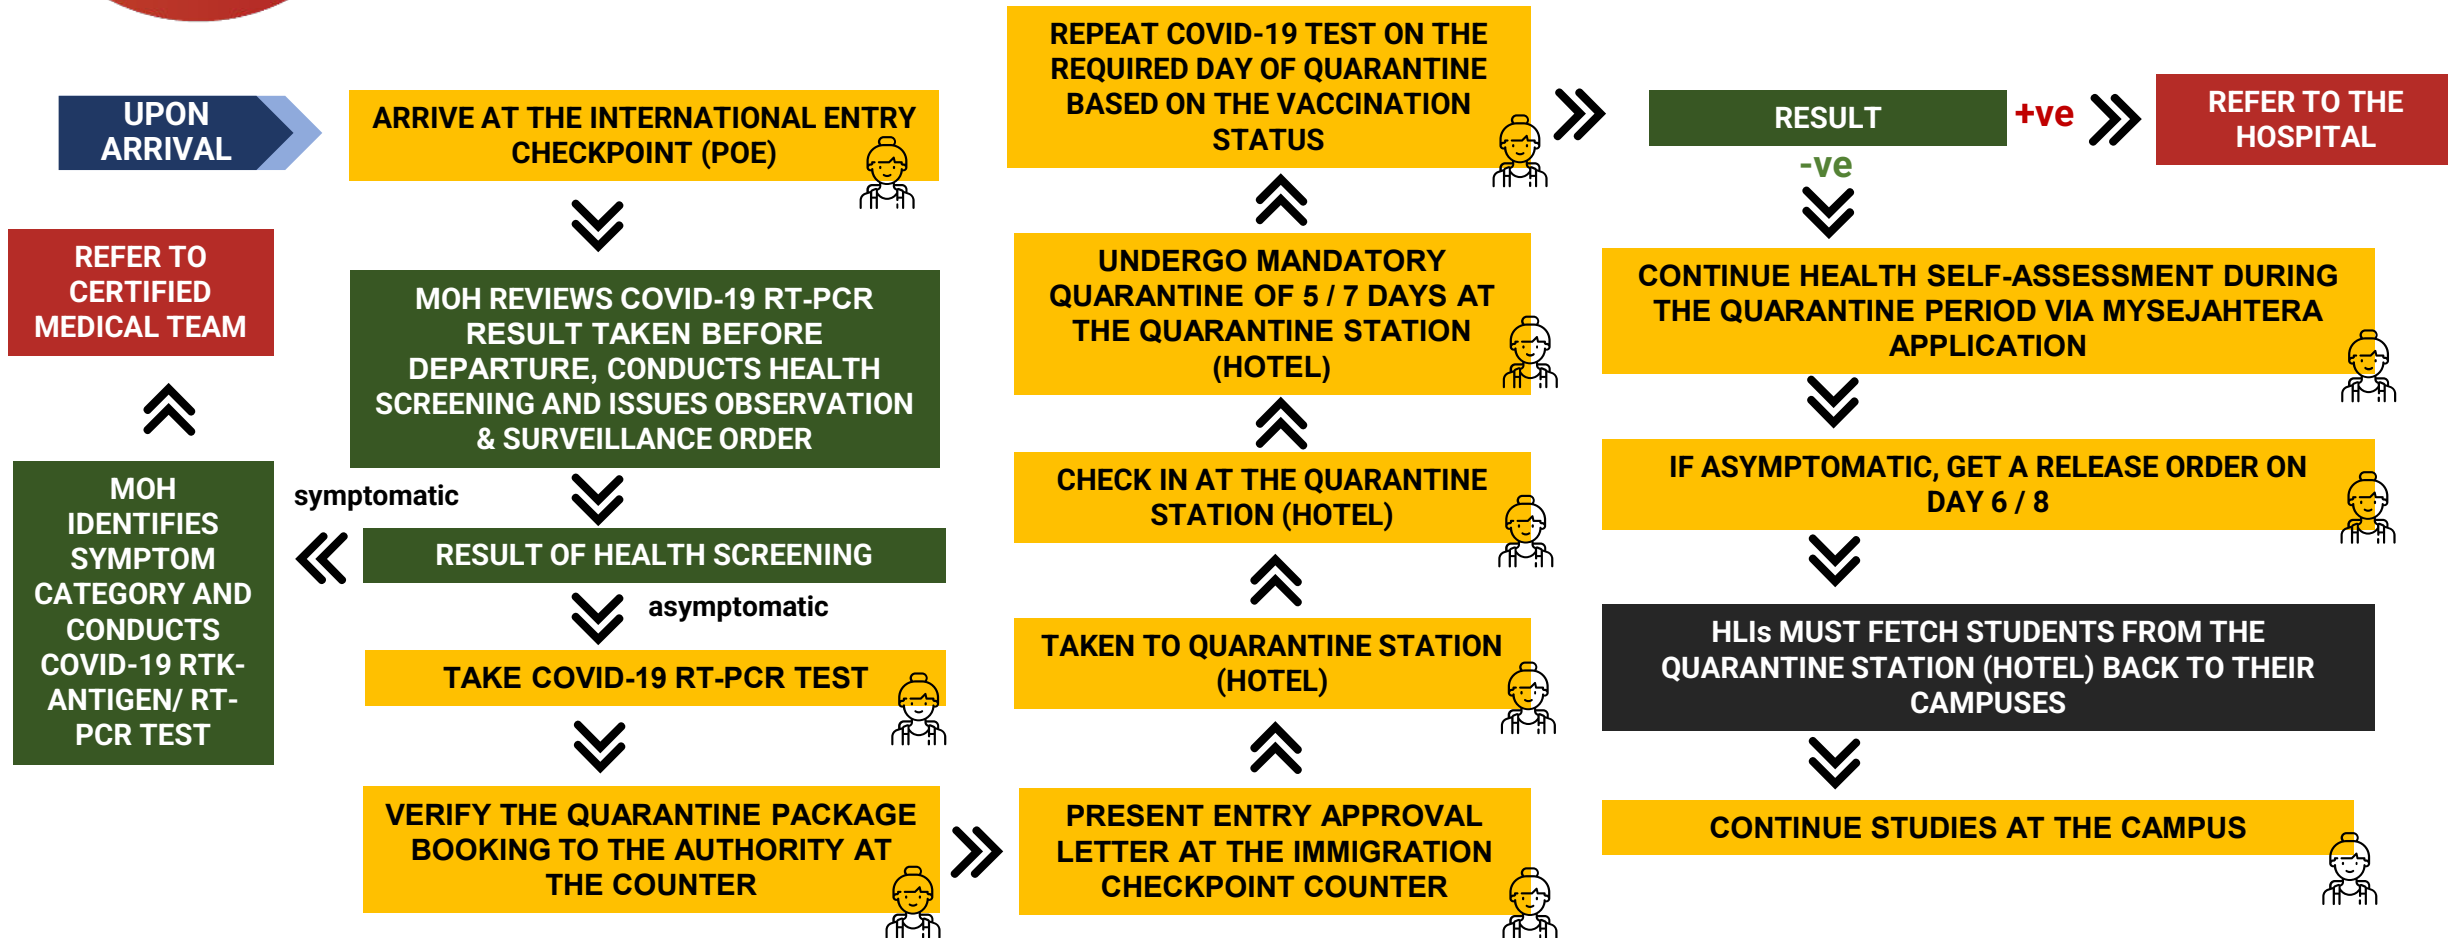 UPON
ARRIVAL
ARRIVE AT THE INTERNATIONAL ENTRY
CHECKPOINT (POE)
MOH REVIEWS COVID-19 RT-PCR
RESULT TAKEN BEFORE
DEPARTURE, CONDUCTS HEALTH
SCREENING AND ISSUES OBSERVATION
& SURVEILLANCE ORDER
RESULT OF HEALTH SCREENING
symptomatic
MOH
IDENTIFIES
SYMPTOM
CATEGORY AND
CONDUCTS
COVID-19 RTK-
ANTIGEN/ RT-
PCR TEST
REFER TO
CERTIFIED
MEDICAL TEAM
asymptomatic
TAKE COVID-19 RT-PCR TEST
VERIFY THE QUARANTINE PACKAGE
BOOKING TO THE AUTHORITY AT
THE COUNTER
PRESENT ENTRY APPROVAL
LETTER AT THE IMMIGRATION
CHECKPOINT COUNTER
TAKEN TO QUARANTINE STATION
(HOTEL)
CHECK IN AT THE QUARANTINE
STATION (HOTEL)
UNDERGO MANDATORY
QUARANTINE OF 5 / 7 DAYS AT
THE QUARANTINE STATION
(HOTEL)
REPEAT COVID-19 TEST ON THE
REQUIRED DAY OF QUARANTINE
BASED ON THE VACCINATION
STATUS
RESULT
+ve
REFER TO THE
HOSPITAL
-ve
CONTINUE HEALTH SELF-ASSESSMENT DURING
THE QUARANTINE PERIOD VIA MYSEJAHTERA
APPLICATION
IF ASYMPTOMATIC, GET A RELEASE ORDER ON
DAY 6 / 8
HLIs MUST FETCH STUDENTS FROM THE
QUARANTINE STATION (HOTEL) BACK TO THEIR
CAMPUSES
CONTINUE STUDIES AT THE CAMPUS